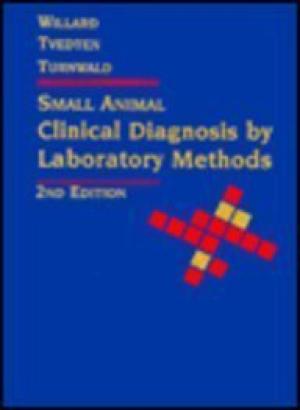 WILLARD
TVEDTEN
TURNWALD
SMALL ANIMAL
Clinical Diagnosis by
Laboratory Methods
2ND EDITION